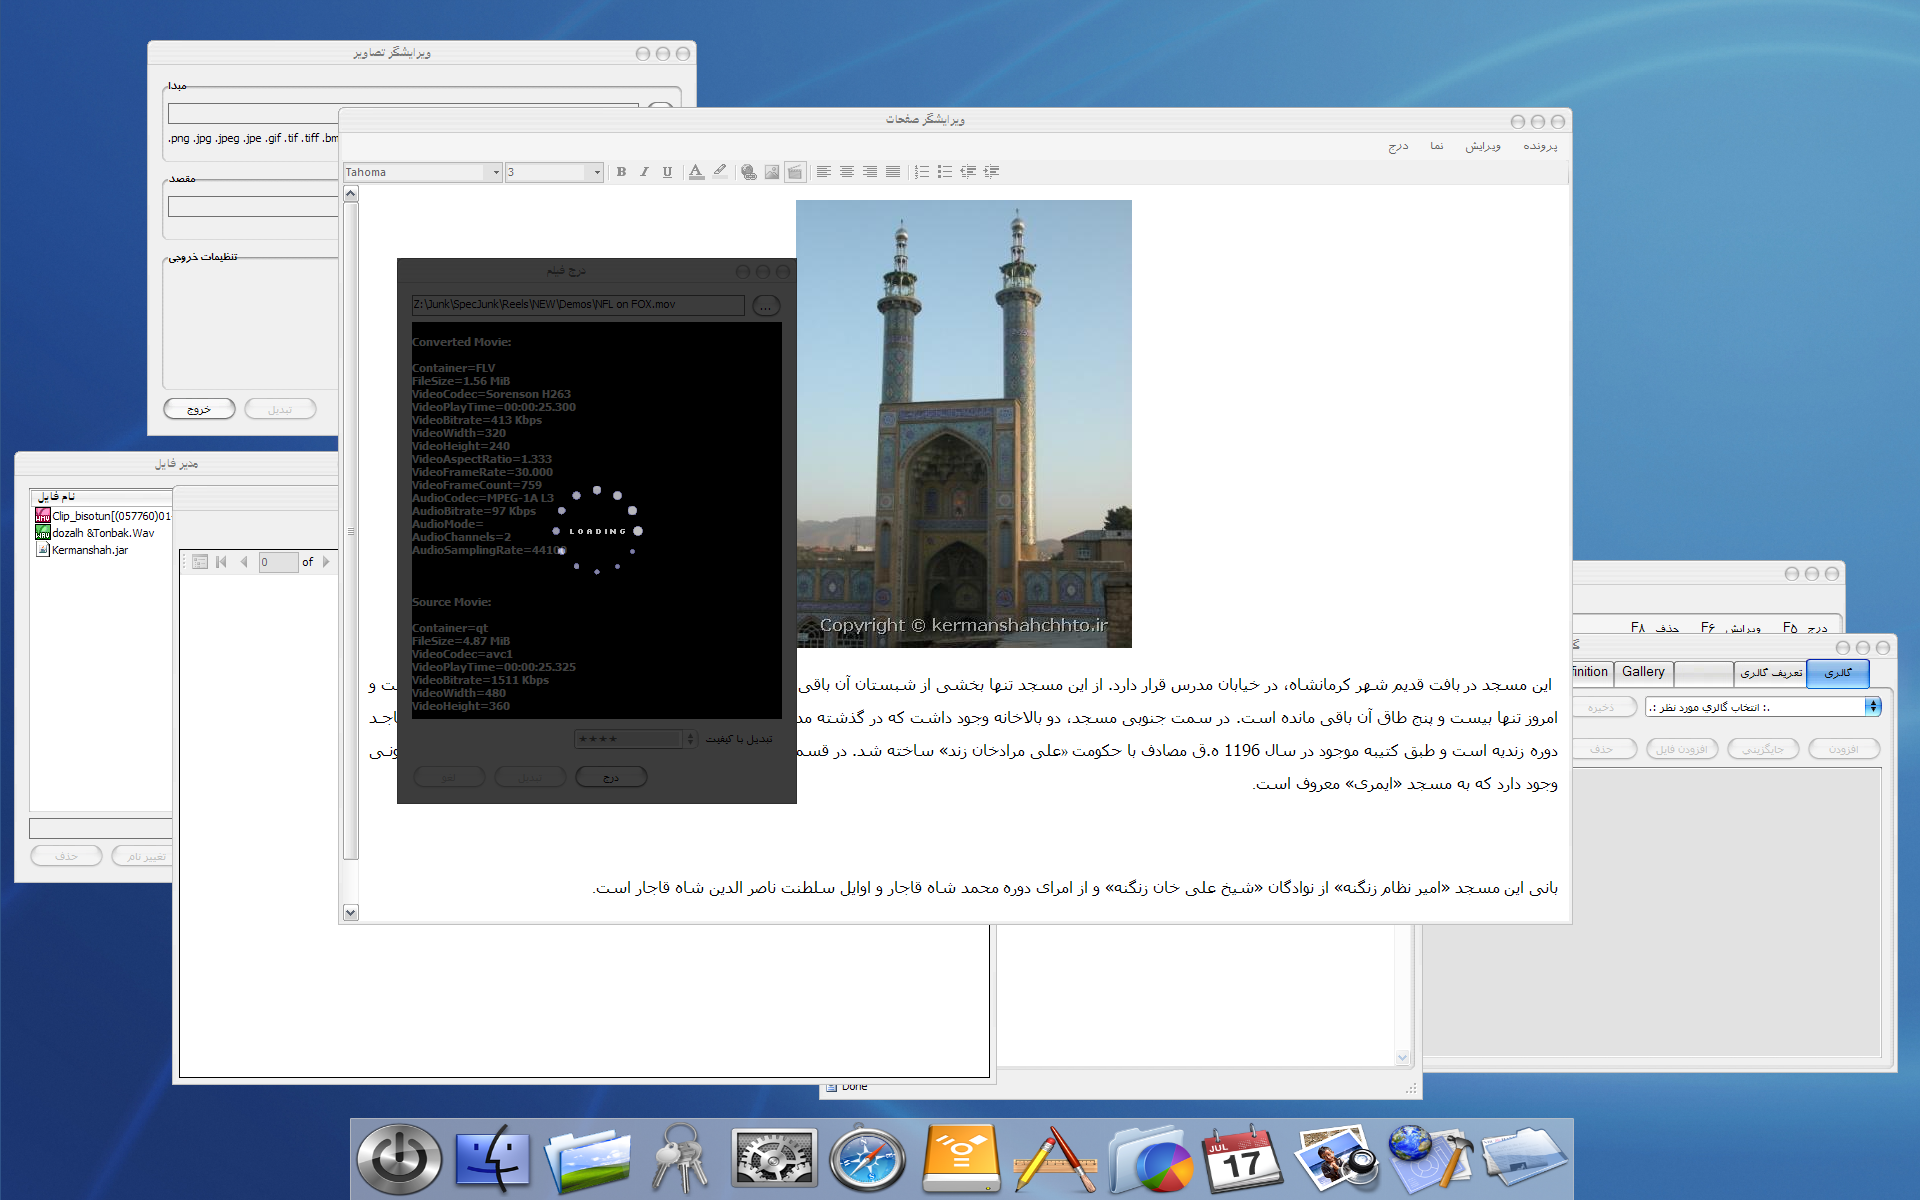 ویرایشگر تصاویر
مبدا
.png .jpg .jpeg .jpe .gif .tif .tiff .bm
مقصد
تنظیمات خروجی
خروج
تبدیل
ویرایشگر صفحات
پرونده
ویرایش
نما
درج
Tahoma
3
B I U A
درج فیلم
Z:\Junk\SpecJunk\Reels\NEW\Demos\NFL on FOX.mov
...
Converted Movie:
Container=FLV
FileSize=1.56 MiB
VideoCodec=Sorenson H263
VideoPlayTime=00:00:25.300
VideoBitrate=413 Kbps
VideoWidth=320
VideoHeight=240
VideoAspectRatio=1.333
VideoFrameRate=30.000
VideoFrameCount=759
AudioCodec=MPEG-1A L3
AudioBitrate=97 Kbps
AudioMode=
AudioChannels=2
AudioSamplingRate=4410
LOADING
Source Movie:
Container=qt
FileSize=4.87 MiB
VideoCodec=avc1
VideoPlayTime=00:00:25.325
VideoBitrate=1511 Kbps
VideoWidth=480
VideoHeight=360
تبدیل با کیفیت
★★★★
درج
تبدیل
لغو
Copyright © kermanshahchhto.ir
این مسجد در بافت قدیم شهر کرمانشاه، در خیابان مدرس قرار دارد. از این مسجد تنها بخشی از شبستان آن باقی ت و
امروز تنها بیست و پنج طاق آن باقی مانده است. در سمت جنوبی مسجد، دو بالاخانه وجود داشت که در گذشته مد اجد
دوره زندیه است و طبق کتیبه موجود در سال 1196 ه.ق مصادف با حکومت «علی مرادخان زند» ساخته شد. در قسم ونی
وجود دارد که به مسجد «ایمری» معروف است.
بانی این مسجد «امیر نظام زنگنه» از نوادگان «شیخ علی خان زنگنه» و از امرای دوره محمد شاه قاجار و اوایل سلطنت ناصر الدین شاه قاجار است.
مدیر فایل
نام فایل
Clip_bisotun[(057760)01-
dozalh &Tonbak.Wav
Kermanshah.jar
حذف
تغییر نام
0 of
درج F۵
ویرایش F۶
حذف F۸
گالری
تعریف گالری
Gallery
inition
.: انتخاب گالري مورد نظر :.
ذخیره
افزودن
جایگزینی
افزودن فایل
حذف
Done
JUL
17